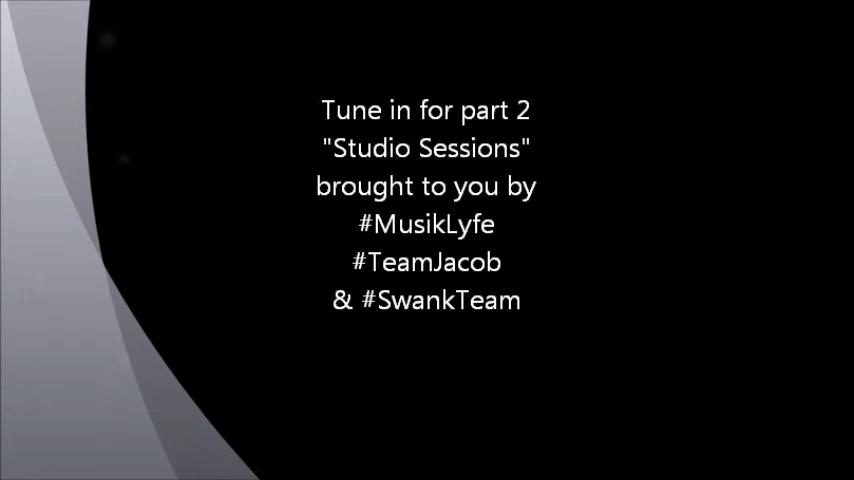 Tune in for part 2
"Studio Sessions"
brought to you by
#MusikLyfe
#TeamJacob
& #SwankTeam